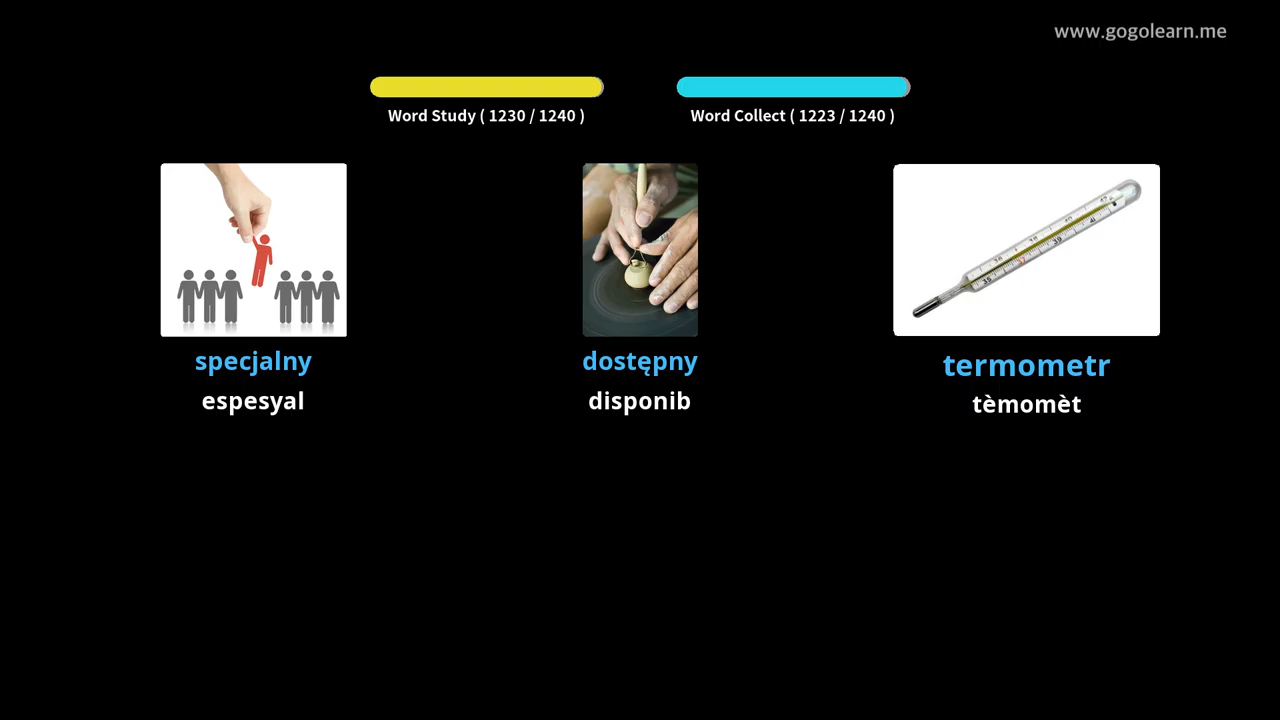 www.gogolearn.me
Word Study ( 1230 / 1240 )
Word Collect ( 1223 / 1240 )
specjalny
espesyal
dostępny
disponib
termometr
tèmomèt